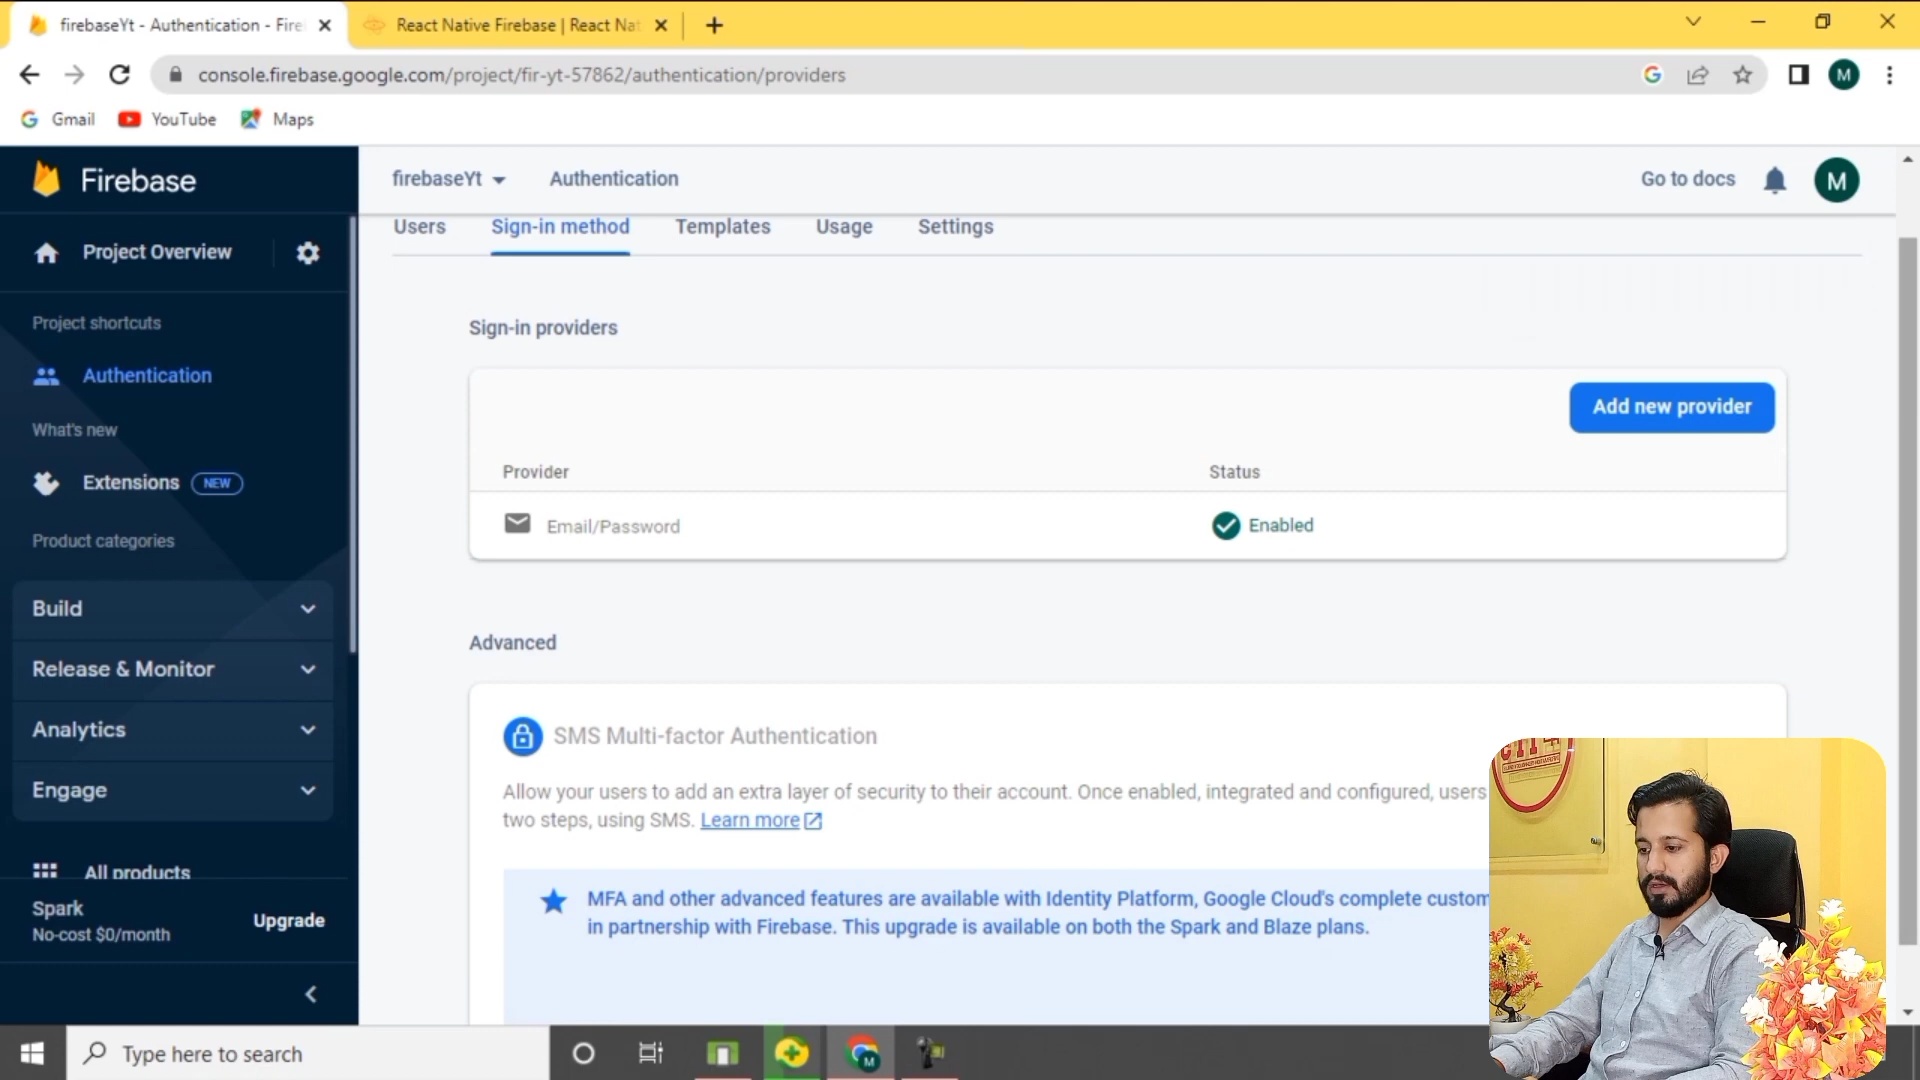 firebaseYt - Authentication - Fire
React Native Firebase | React Nat
console.firebase.google.com/project/fir-yt-57862/authentication/providers
M
Gmail
YouTube
Maps
Firebase
firebaseYt
Authentication
Go to docs
M
Users
Sign-in method
Templates
Usage
Settings
Project Overview
Project shortcuts
Authentication
What's new
Extensions
NEW
Product categories
Build
Release & Monitor
Analytics
Engage
All products
Spark
No-cost $0/month
Upgrade
Sign-in providers
Add new provider
Provider
Status
Email/Password
Enabled
Advanced
SMS Multi-factor Authentication
Allow your users to add an extra layer of security to their account. Once enabled, integrated and configured, users
two steps, using SMS. Learn more
MFA and other advanced features are available with Identity Platform, Google Cloud's complete custom
in partnership with Firebase. This upgrade is available on both the Spark and Blaze plans.
Type here to search
M